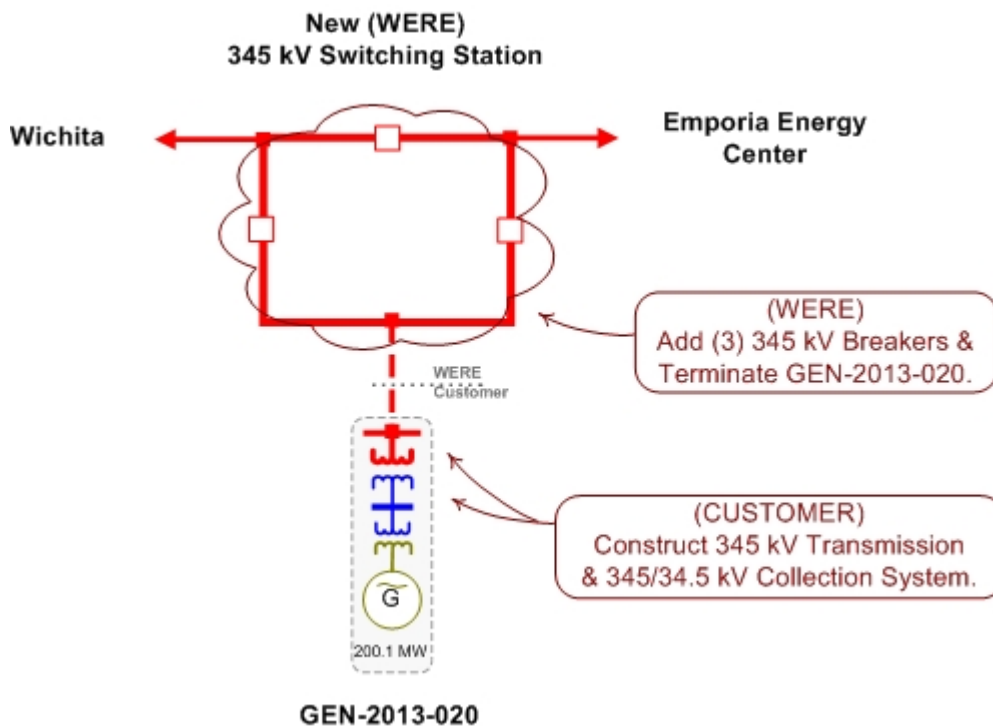 New (WERE)
345 kV Switching Station
Wichita
Emporia Energy
Center
(WERE)
Add (3) 345 kV Breakers &
Terminate GEN-2013-020.
WERE
Customer
(CUSTOMER)
Construct 345 kV Transmission
& 345/34.5 kV Collection System.
G
200.1 MW
GEN-2013-020